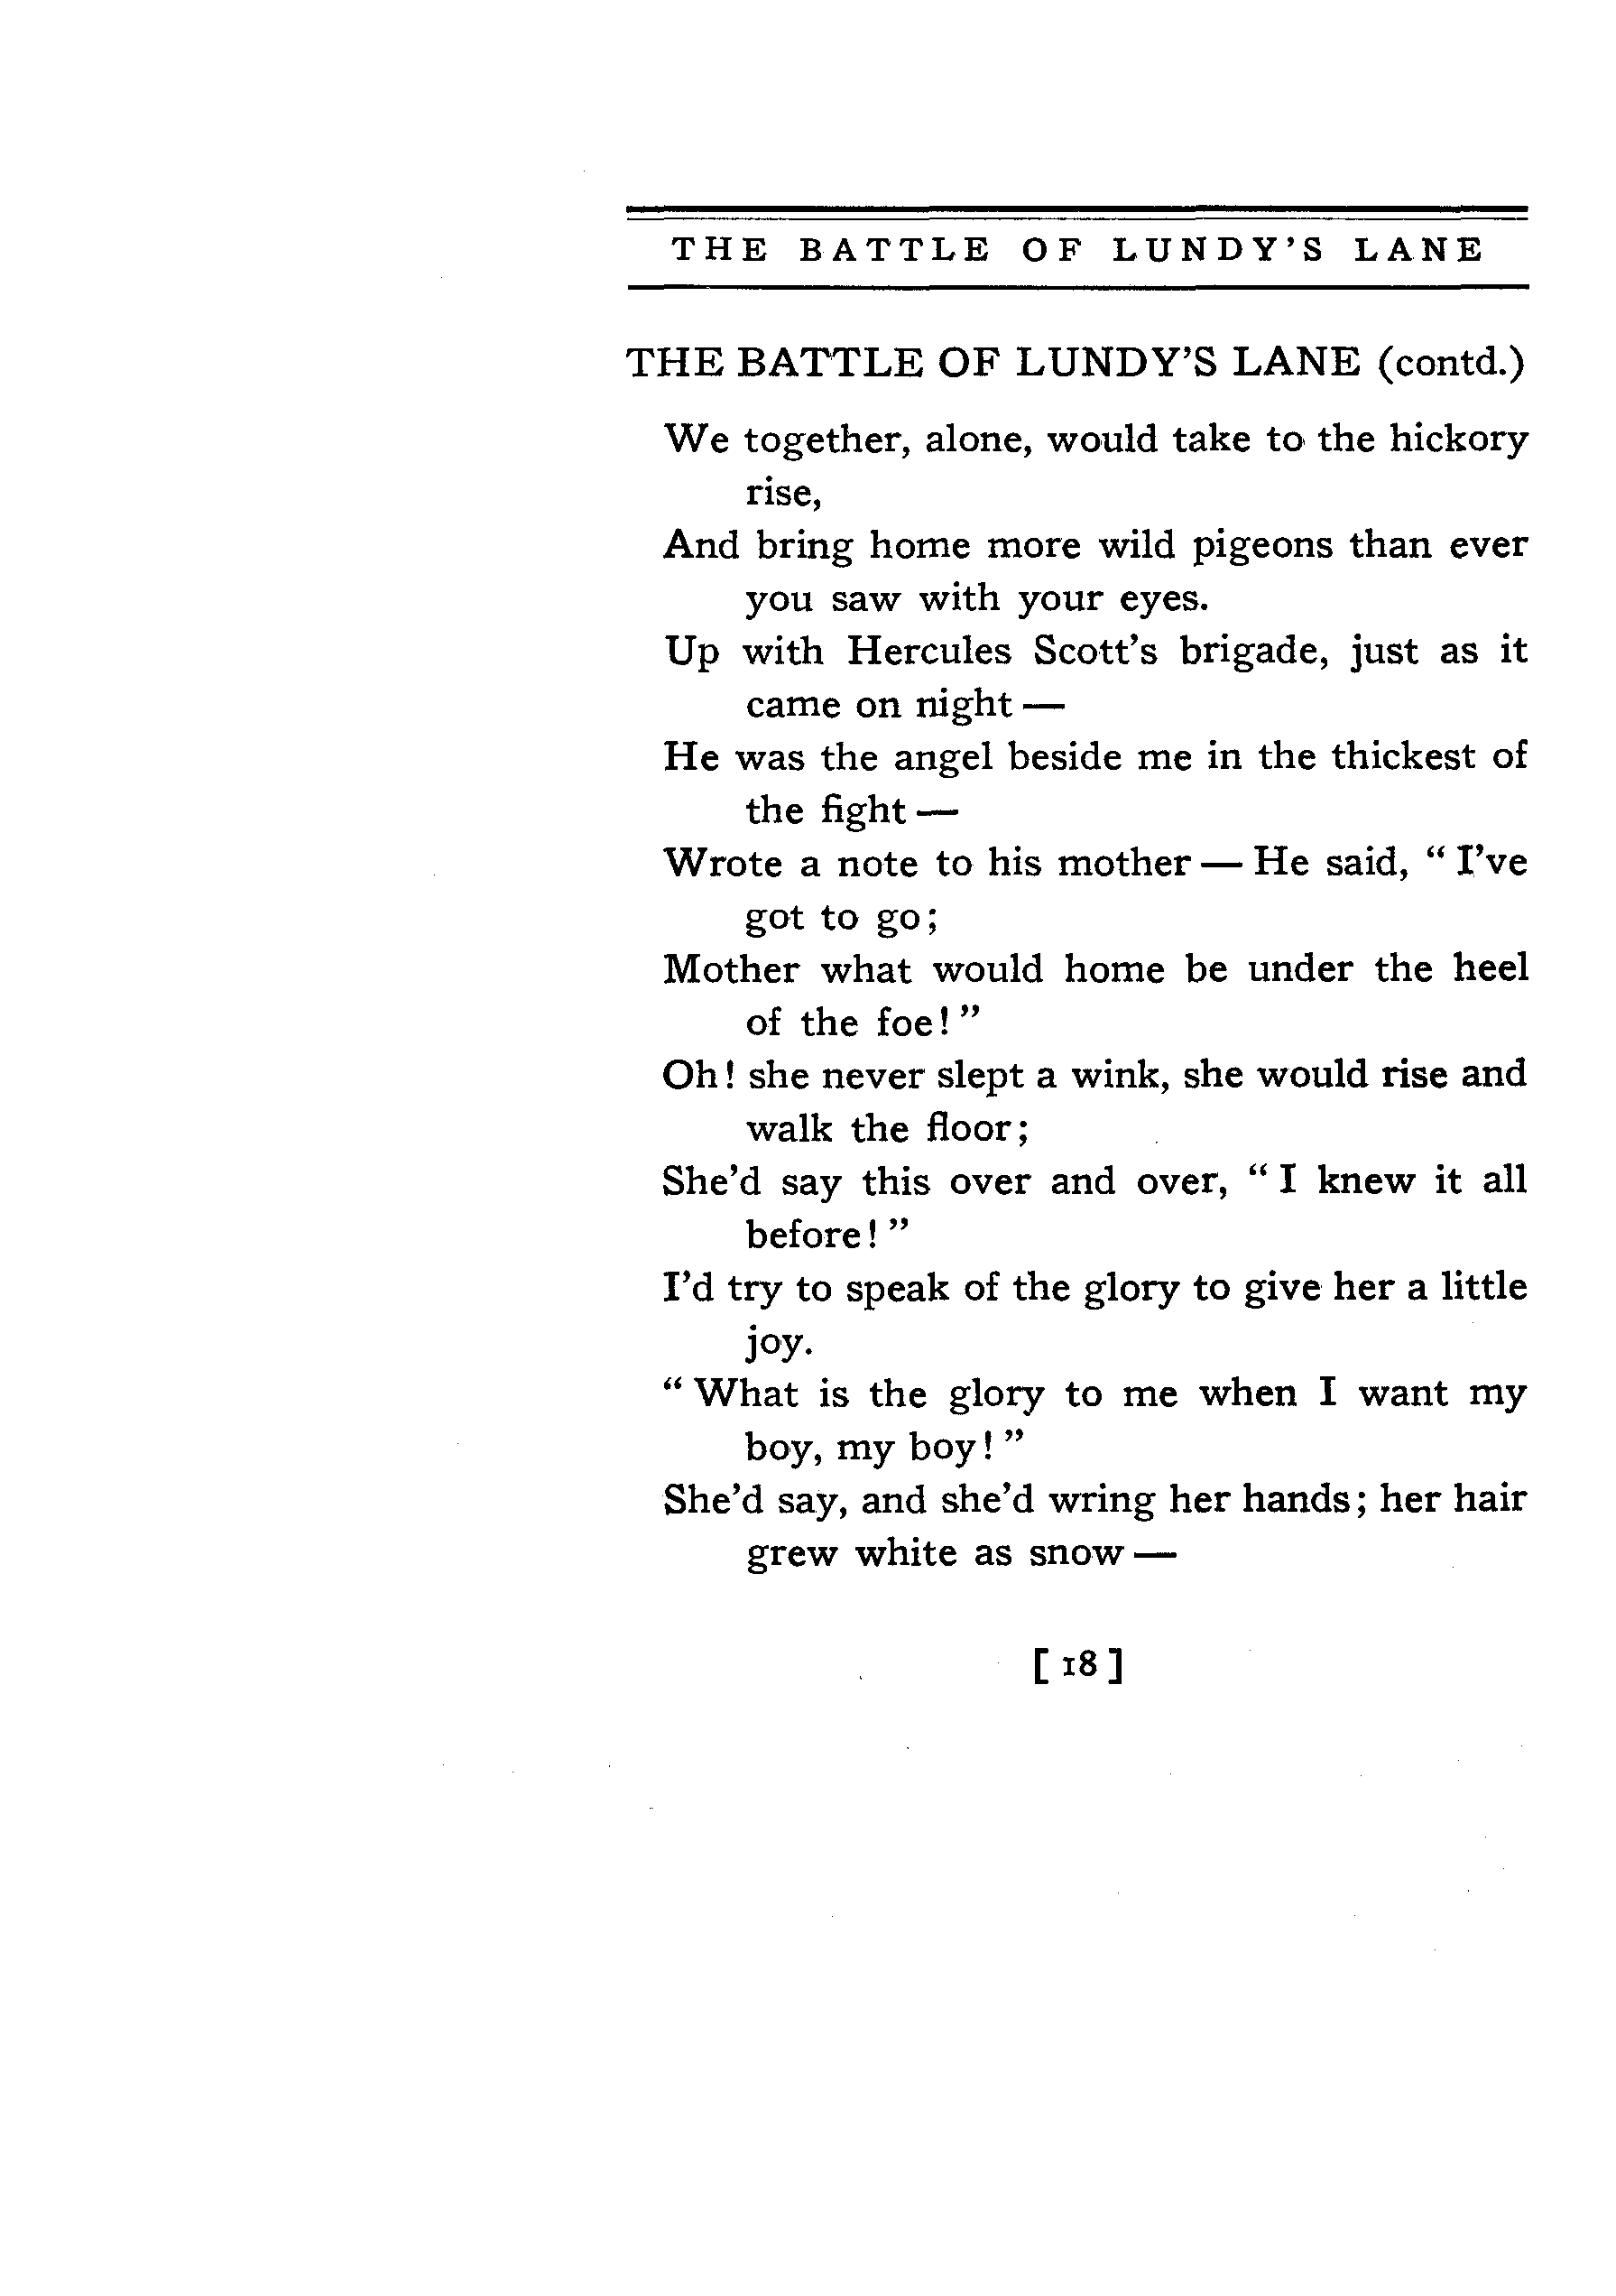 THE BATTLE OF LUNDY'S LANE
THE BATTLE OF LUNDY'S LANE (contd.)
We together, alone, would take to the hickory
rise,
And bring home more wild pigeons than ever
you saw with your eyes.
Up with Hercules Scott's brigade, just as it
came on night —
He was the angel beside me in the thickest of
the fight —
Wrote a note to his mother — He said, “ I've
got to go;
Mother what would home be under the heel
of the foe! ”
Oh! she never slept a wink, she would rise and
walk the floor;
She'd say this over and over, “ I knew it all
before! ”
I'd try to speak of the glory to give her a little
joy.
“ What is the glory to me when I want my
boy, my boy! ”
She'd say, and she'd wring her hands; her hair
grew white as snow —
[ 18 ]